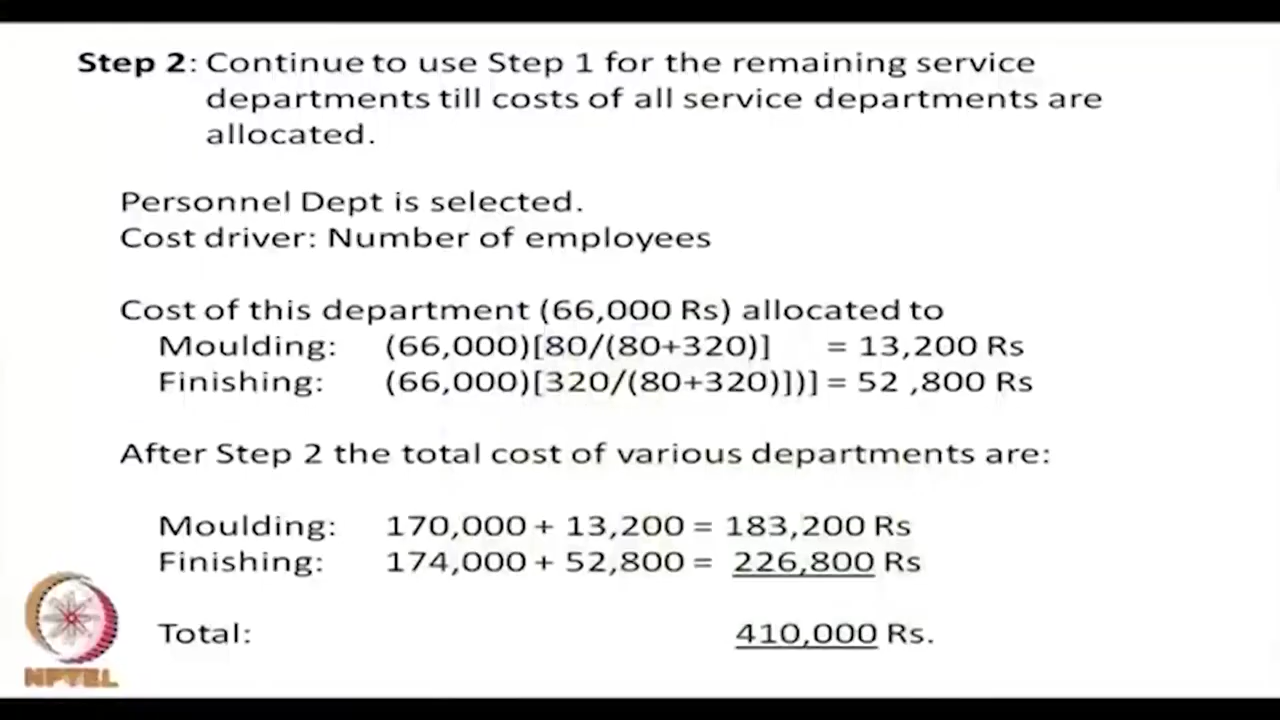 Step 2: Continue to use Step 1 for the remaining service
departments till costs of all service departments are
allocated.
Personnel Dept is selected.
Cost driver: Number of employees
Cost of this department (66,000 Rs) allocated to
Moulding: (66,000)[80/(80+320)] = 13,200 Rs
Finishing: (66,000)[320/(80+320)])] = 52 ,800 Rs
After Step 2 the total cost of various departments are:
Moulding: 170,000 + 13,200 = 183,200 Rs
Finishing: 174,000 + 52,800 = 226,800 Rs
Total: 410,000 Rs.
NPTEL